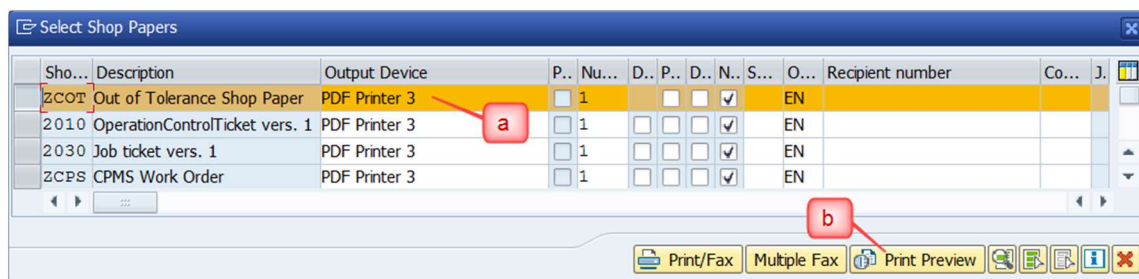 Select Shop Papers
Sho... Description Output Device P.. Nu... D.. P.. D.. N.. S... O... Recipient number Co... J.
ZCOT Out of Tolerance Shop Paper PDF Printer 3 1 EN
a
2010 OperationControlTicket vers. 1 PDF Printer 3 1 EN
2030 Job ticket vers. 1 PDF Printer 3 1 EN
ZCPS CPMS Work Order PDF Printer 3 1 EN
b
Print/Fax Multiple Fax Print Preview